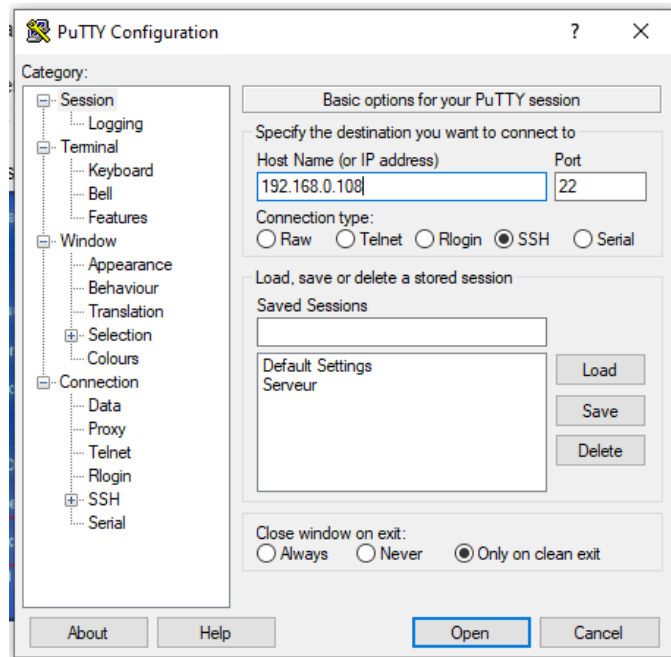 PuTTY Configuration
?
Category:
Session
Logging
Terminal
Keyboard
Bell
Features
Window
Appearance
Behaviour
Translation
Selection
Colours
Connection
Data
Proxy
Telnet
Rlogin
SSH
Serial
Basic options for your PuTTY session
Specify the destination you want to connect to
Host Name (or IP address) Port
192.168.0.108 22
Connection type:
Raw Telnet Rlogin SSH Serial
Load, save or delete a stored session
Saved Sessions
Default Settings
Serveur
Load
Save
Delete
Close window on exit:
Always Never Only on clean exit
About Help Open Cancel